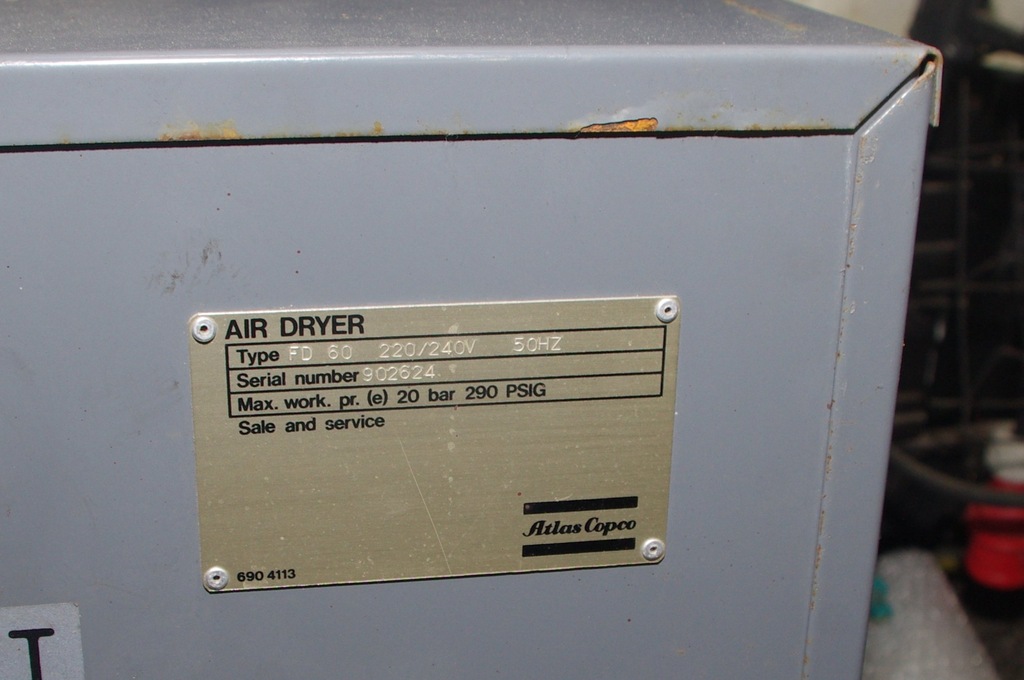 AIR DRYER
Type FD 60 220/240V 50HZ
Serial number 902624
Max. work. pr. (e) 20 bar 290 PSIG
Sale and service
Atlas Copco
690 4113
T